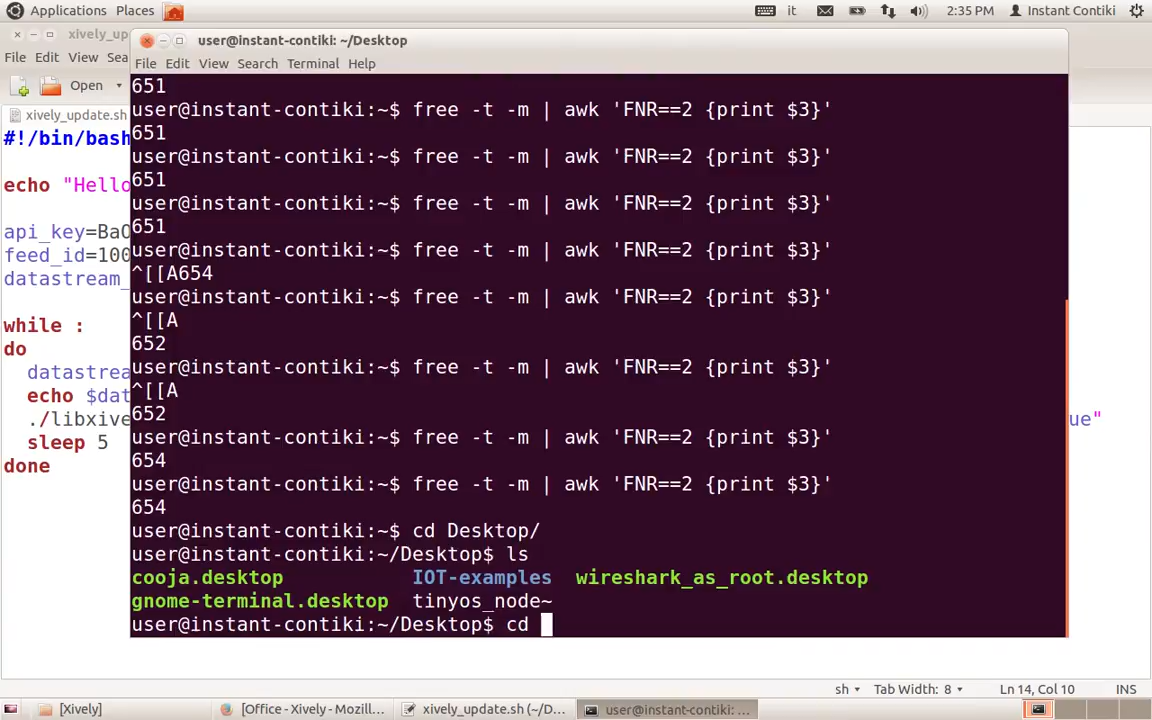 Applications Places it 2:35 PM Instant Contiki
xively_up
user@instant-contiki: ~/Desktop
File Edit View Sea
File Edit View Search Terminal Help
Open
xively_update.sh
#!/bin/bash
echo "Hello
api_key=BaO
feed_id=100
datastream_
while :
do
datastrea
echo $dat
./libxive
ue"
sleep 5
done
651
user@instant-contiki:~$ free -t -m | awk 'FNR==2 {print $3}'
651
user@instant-contiki:~$ free -t -m | awk 'FNR==2 {print $3}'
651
user@instant-contiki:~$ free -t -m | awk 'FNR==2 {print $3}'
651
user@instant-contiki:~$ free -t -m | awk 'FNR==2 {print $3}'
^[[A654
user@instant-contiki:~$ free -t -m | awk 'FNR==2 {print $3}'
^[[A
652
user@instant-contiki:~$ free -t -m | awk 'FNR==2 {print $3}'
^[[A
652
user@instant-contiki:~$ free -t -m | awk 'FNR==2 {print $3}'
654
user@instant-contiki:~$ free -t -m | awk 'FNR==2 {print $3}'
654
user@instant-contiki:~$ cd Desktop/
user@instant-contiki:~/Desktop$ ls
cooja.desktop IOT-examples wireshark_as_root.desktop
gnome-terminal.desktop tinyos_node~
user@instant-contiki:~/Desktop$ cd
sh Tab Width: 8 Ln 14, Col 10 INS
[Xively] [Office - Xively - Mozill... xively_update.sh (~/D... user@instant-contiki: ...